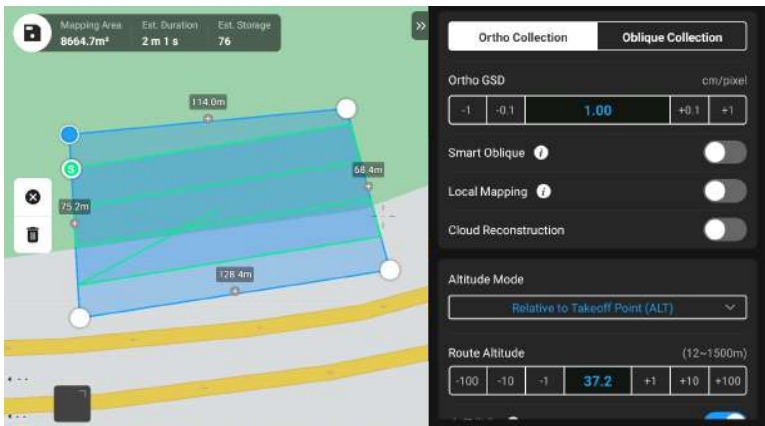 Mapping Area Est. Duration Est. Storage
8664.7m² 2 m 1 s 76
114.0m
S
68.4m
75.2m
128.4m
Ortho Collection Oblique Collection
Ortho GSD cm/pixel
-1 -0.1 1.00 +0.1 +1
Smart Oblique i
Local Mapping i
Cloud Reconstruction
Altitude Mode
Relative to Takeoff Point (ALT)
Route Altitude (12~1500m)
-100 -10 -1 37.2 +1 +10 +100